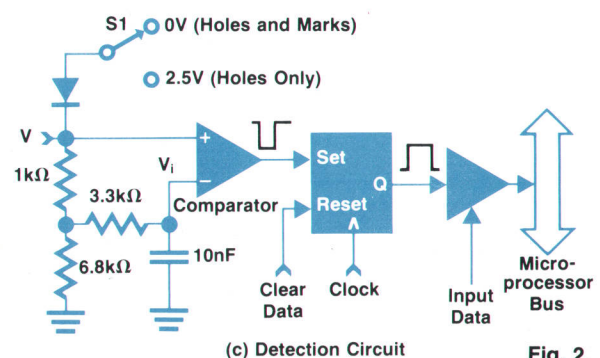 S1
0V (Holes and Marks)
2.5V (Holes Only)
V
1kΩ
Vi
+
−
3.3kΩ
Comparator
6.8kΩ
10nF
Set
Reset
Q
Clear
Data
Clock
Input
Data
Micro-
processor
Bus
(c) Detection Circuit
Fig. 2